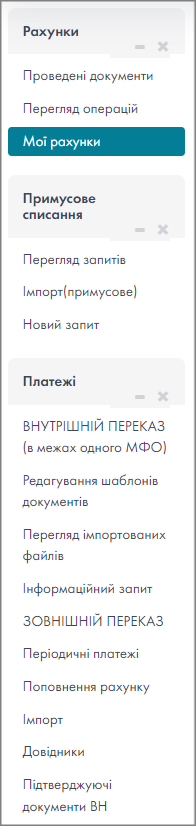 Рахунки
Проведені документи
Перегляд операцій
Мої рахунки
Примусове
списання
Перегляд запитів
Імпорт(примусове)
Новий запит
Платежі
ВНУТРІШНІЙ ПЕРЕКАЗ
(в межах одного МФО)
Редагування шаблонів
документів
Перегляд імпортованих
файлів
Інформаційний запит
ЗОВНІШНІЙ ПЕРЕКАЗ
Періодичні платежі
Поповнення рахунку
Імпорт
Довідники
Підтверджуючі
документи ВН